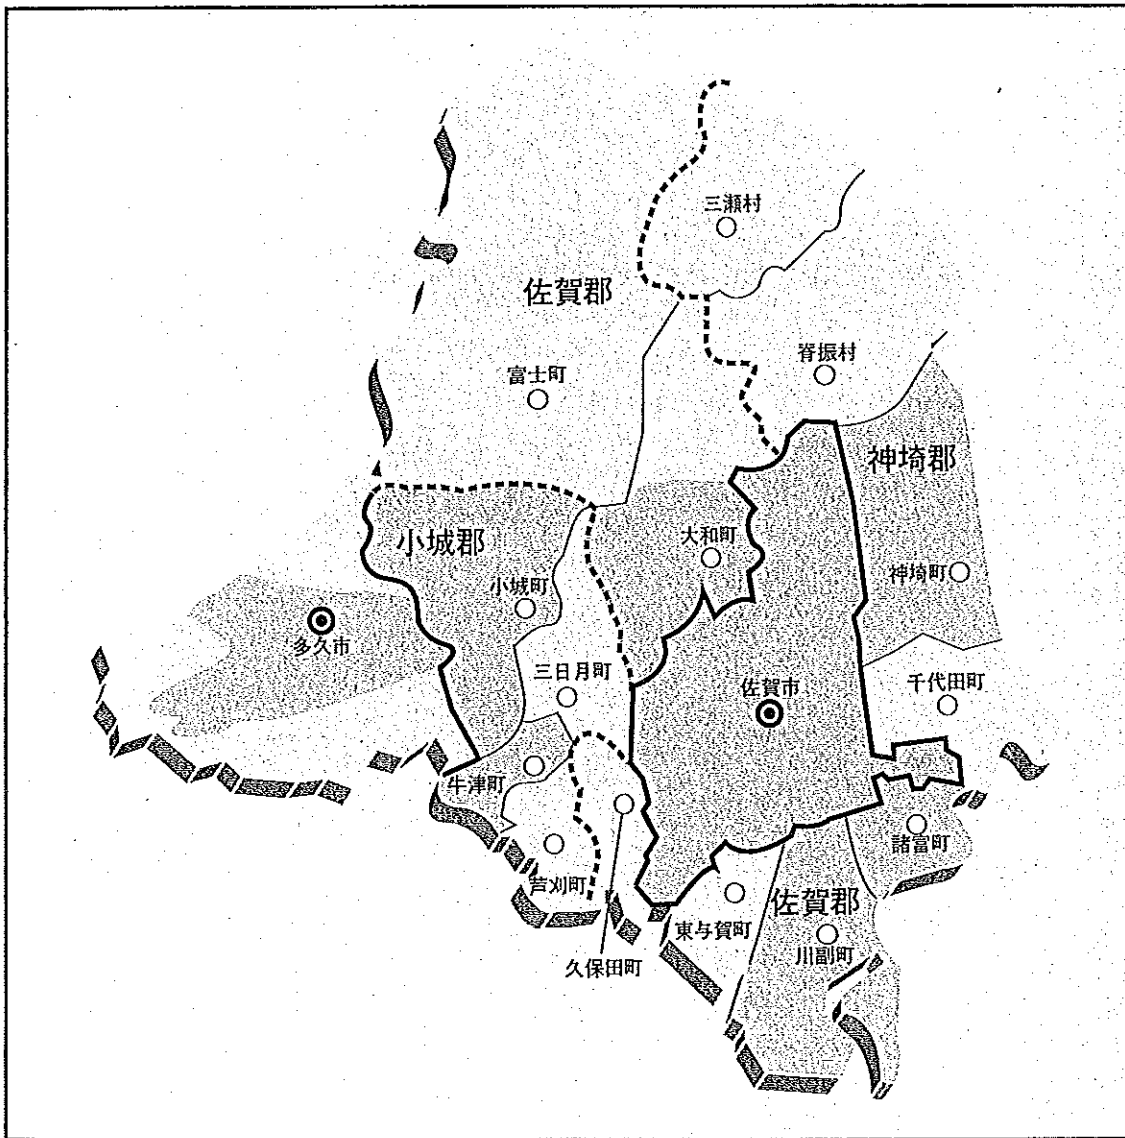 三瀬村
佐賀郡
脊振村
富士町
神埼郡
大和町
小城郡
神埼町
小城町
多久市
三日月町
佐賀市
千代田町
牛津町
諸富町
芦刈町
佐賀郡
東与賀町
川副町
久保田町